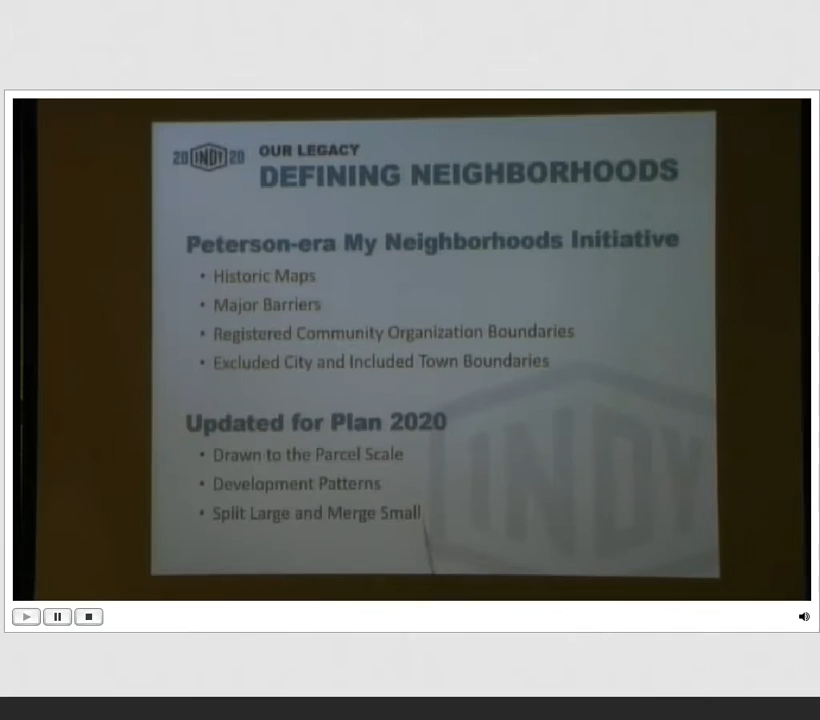 20 INDY 20
OUR LEGACY
DEFINING NEIGHBORHOODS
Peterson-era My Neighborhoods Initiative
• Historic Maps
• Major Barriers
• Registered Community Organization Boundaries
• Excluded City and Included Town Boundaries
Updated for Plan 2020
• Drawn to the Parcel Scale
• Development Patterns
• Split Large and Merge Small
INDY